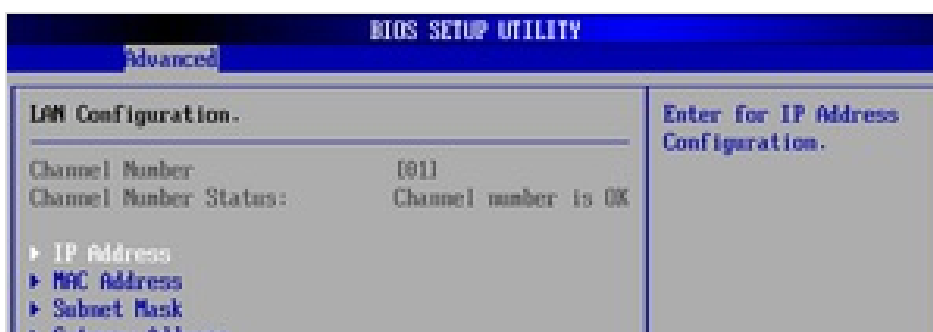 BIOS SETUP UTILITY
Advanced
LAN Configuration.
Channel Number [01]
Channel Number Status: Channel number is OK
▶ IP Address
▶ MAC Address
▶ Subnet Mask
Enter for IP Address
Configuration.